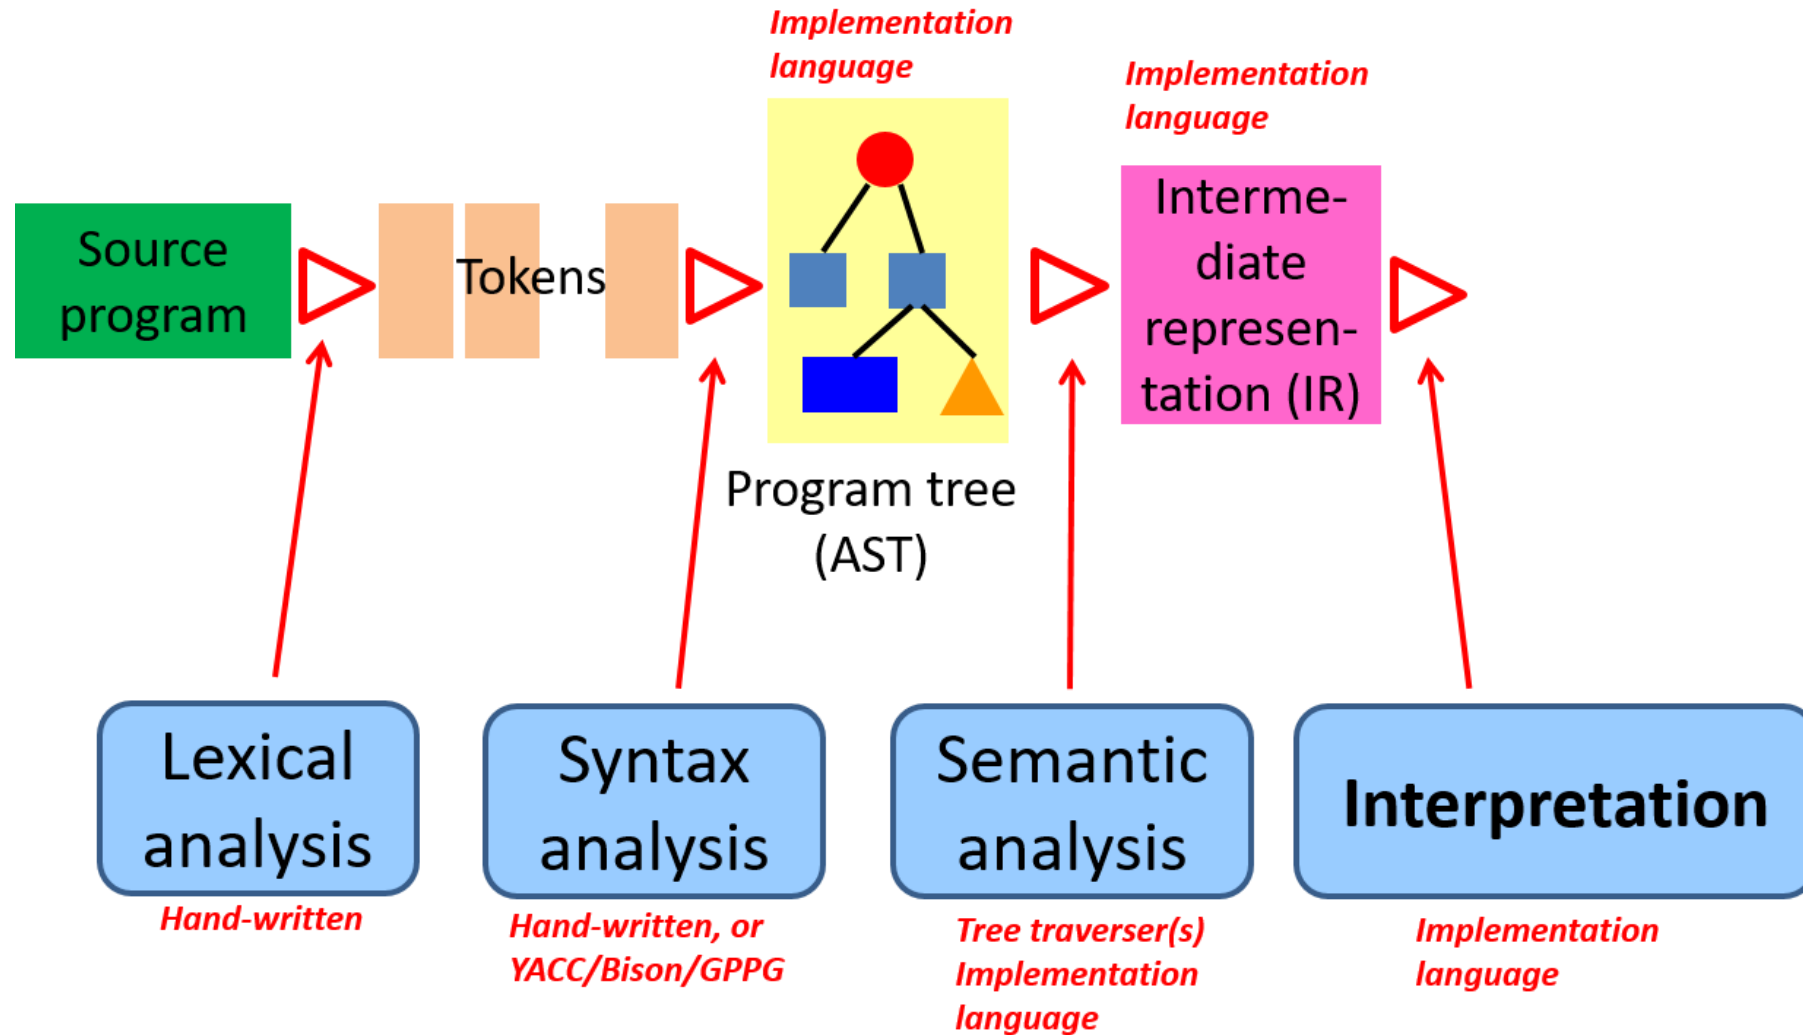 Implementation
language
Implementation
language
Source
program
Tokens
Interme-
diate
represen-
tation (IR)
Program tree
(AST)
Lexical
analysis
Syntax
analysis
Semantic
analysis
Interpretation
Hand-written
Hand-written, or
YACC/Bison/GPPG
Tree traverser(s)
Implementation
language
Implementation
language